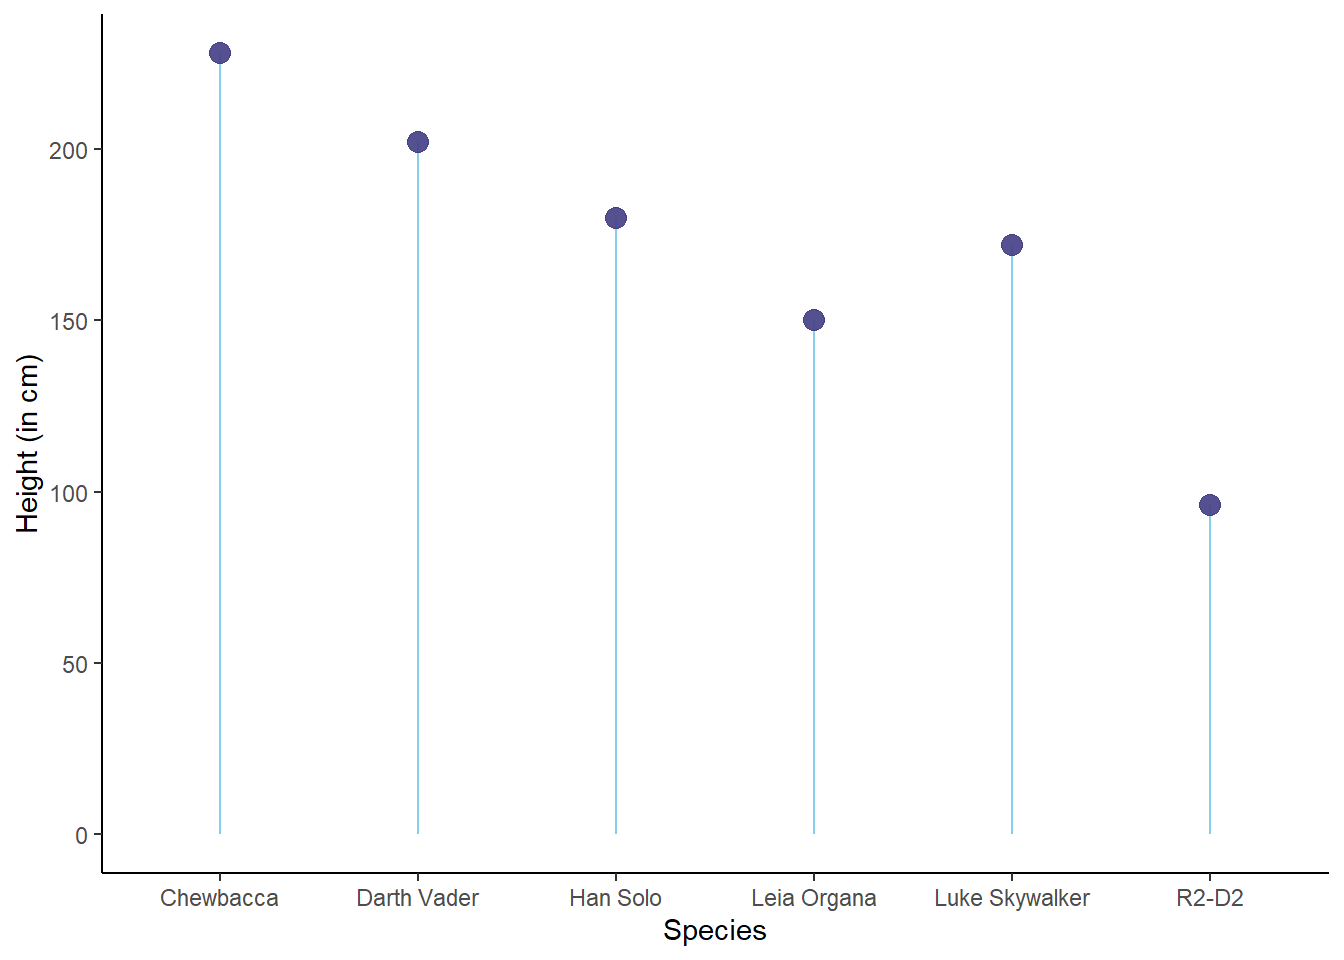 Height (in cm)
200
150
100
50
0
Chewbacca Darth Vader Han Solo Leia Organa Luke Skywalker R2-D2
Species